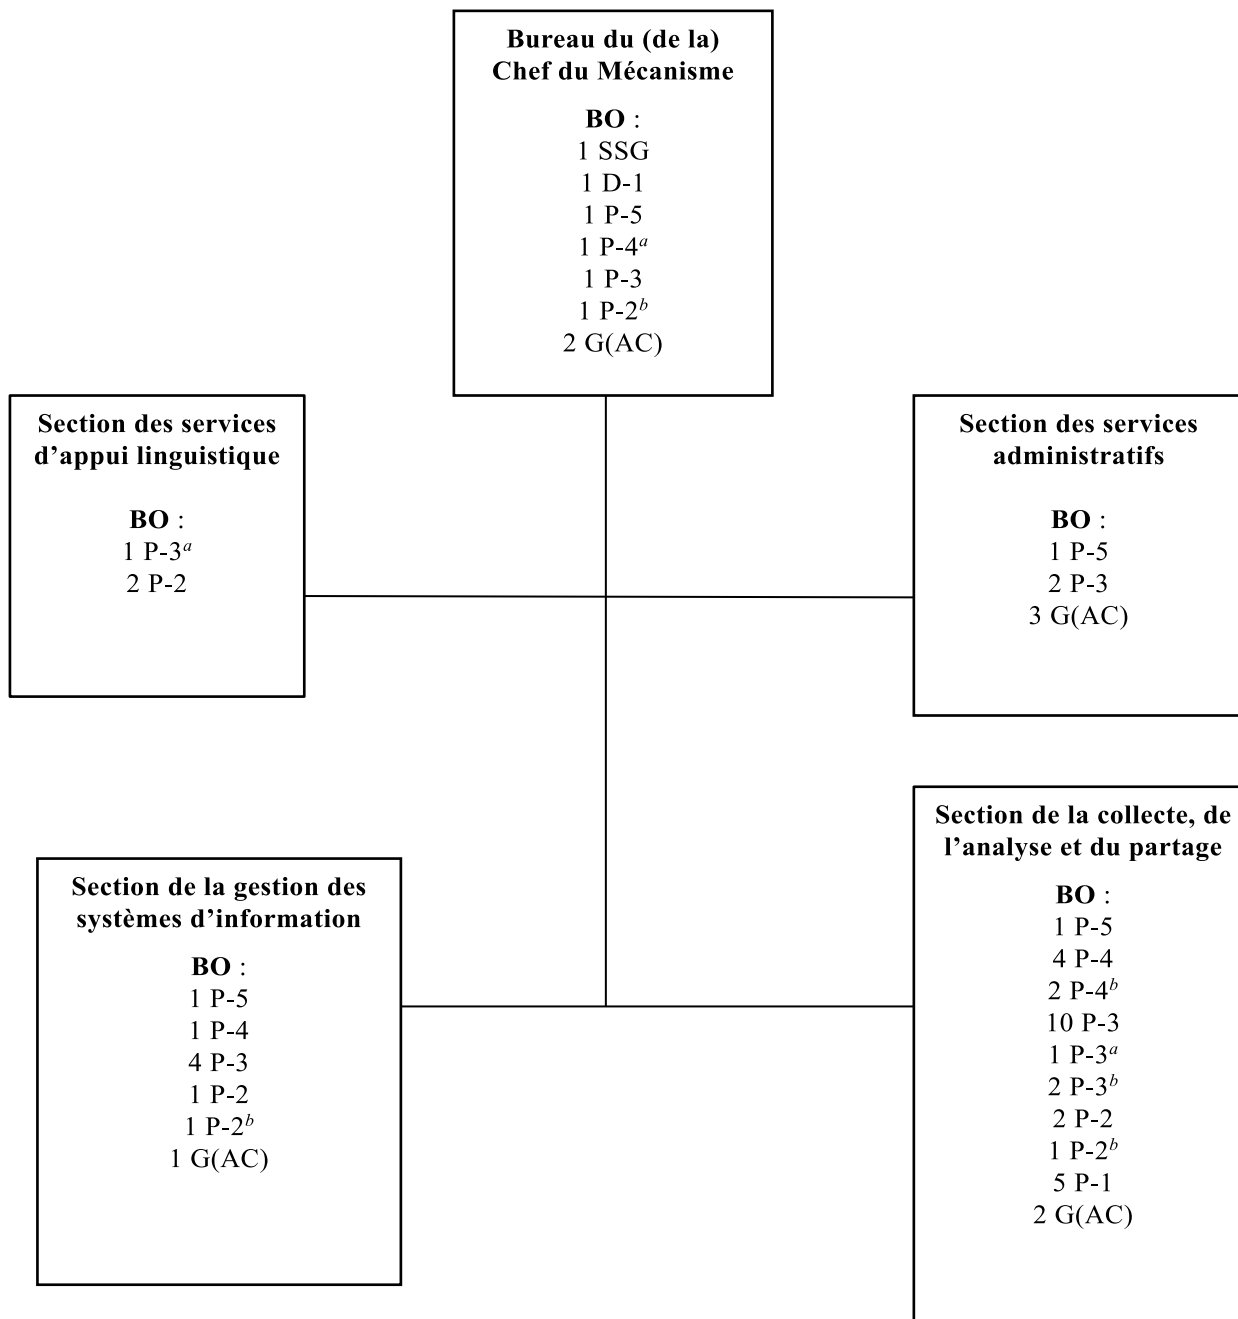 Bureau du (de la)
Chef du Mécanisme
BO :
1 SSG
1 D-1
1 P-5
1 P-4ᵃ
1 P-3
1 P-2ᵇ
2 G(AC)
Section des services
d’appui linguistique
BO :
1 P-3ᵃ
2 P-2
Section des services
administratifs
BO :
1 P-5
2 P-3
3 G(AC)
Section de la gestion des
systèmes d’information
BO :
1 P-5
1 P-4
4 P-3
1 P-2
1 P-2ᵇ
1 G(AC)
Section de la collecte, de
l’analyse et du partage
BO :
1 P-5
4 P-4
2 P-4ᵇ
10 P-3
1 P-3ᵃ
2 P-3ᵇ
2 P-2
1 P-2ᵇ
5 P-1
2 G(AC)